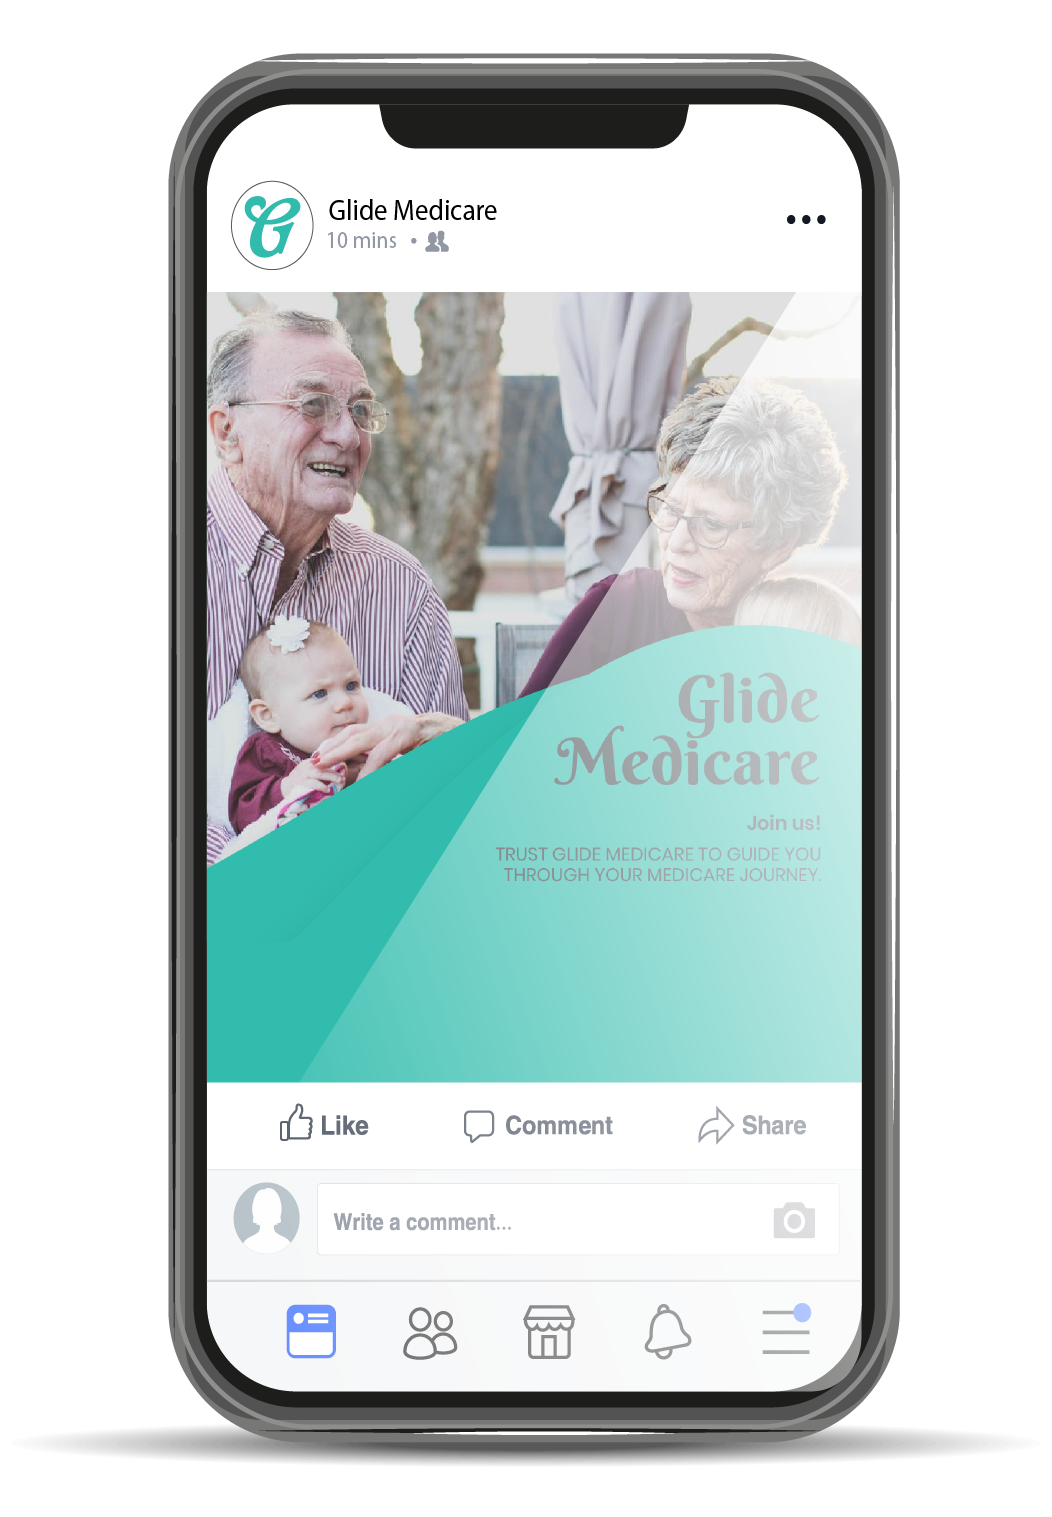 G
Glide Medicare
10 mins •
Glide
Medicare
Join us!
TRUST GLIDE MEDICARE TO GUIDE YOU
THROUGH YOUR MEDICARE JOURNEY.
Like
Comment
Share
Write a comment...